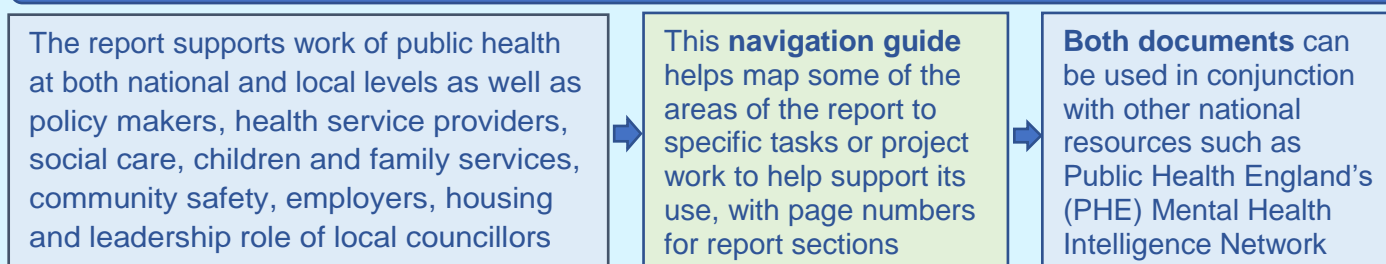 The report supports work of public health
at both national and local levels as well as
policy makers, health service providers,
social care, children and family services,
community safety, employers, housing
and leadership role of local councillors
This navigation guide
helps map some of the
areas of the report to
specific tasks or project
work to help support its
use, with page numbers
for report sections
Both documents can
be used in conjunction
with other national
resources such as
Public Health England’s
(PHE) Mental Health
Intelligence Network